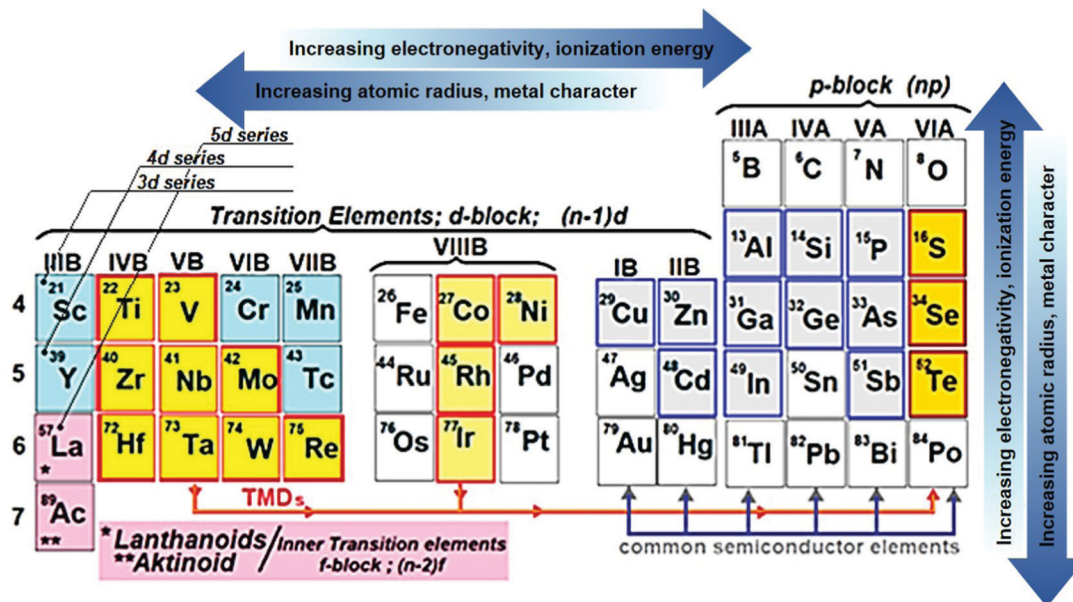 Increasing electronegativity, ionization energy
Increasing atomic radius, metal character
p-block (np)
IIIA IVA VA VIA
5d series
4d series
3d series
5B 6C 7N 8O
Transition Elements; d-block; (n-1)d
VIIIB
13Al 14Si 15P 16S
IIIB IVB VB VIB VIIB IB IIB
4 21Sc 22Ti 23V 24Cr 25Mn 26Fe 27Co 28Ni 29Cu 30Zn 31Ga 32Ge 33As 34Se
5 39Y 40Zr 41Nb 42Mo 43Tc 44Ru 45Rh 46Pd 47Ag 48Cd 49In 50Sn 51Sb 52Te
6 57La 72Hf 73Ta 74W 75Re 76Os 77Ir 78Pt 79Au 80Hg 81Tl 82Pb 83Bi 84Po
*
7 89Ac
**
TMDs
common semiconductor elements
*Lanthanoids / Inner Transition elements
**Aktinoid f-block ; (n-2)f
Increasing electronegativity, ionization energy
Increasing atomic radius, metal character